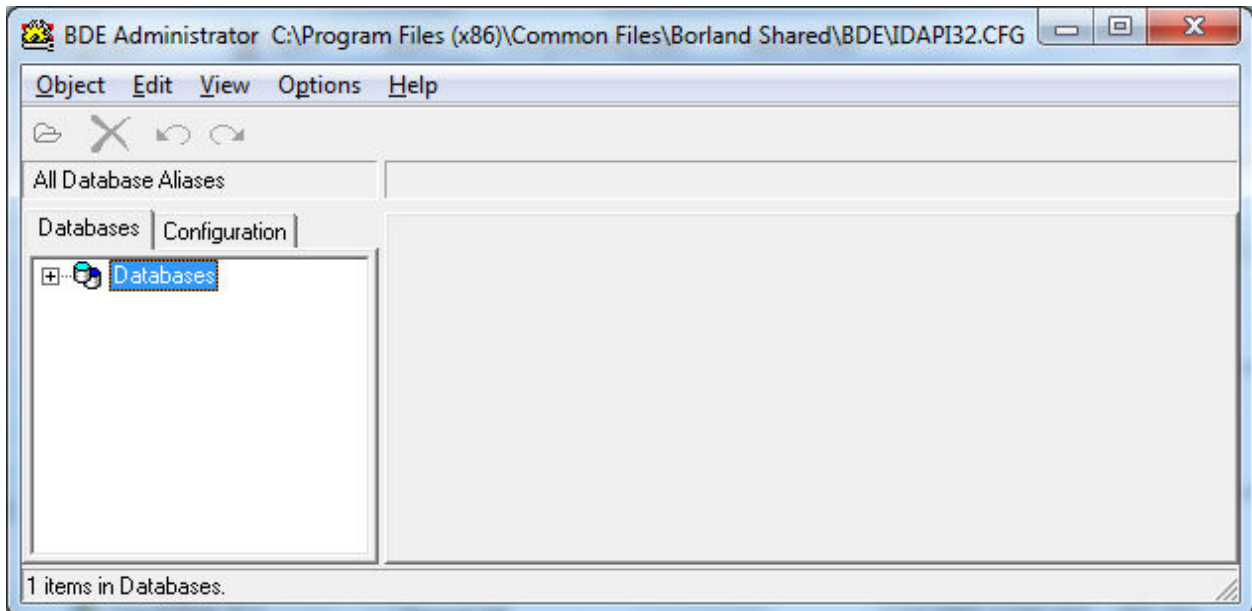 BDE Administrator C:\Program Files (x86)\Common Files\Borland Shared\BDE\IDAPI32.CFG
Object Edit View Options Help
All Database Aliases
Databases Configuration
Databases
1 items in Databases.